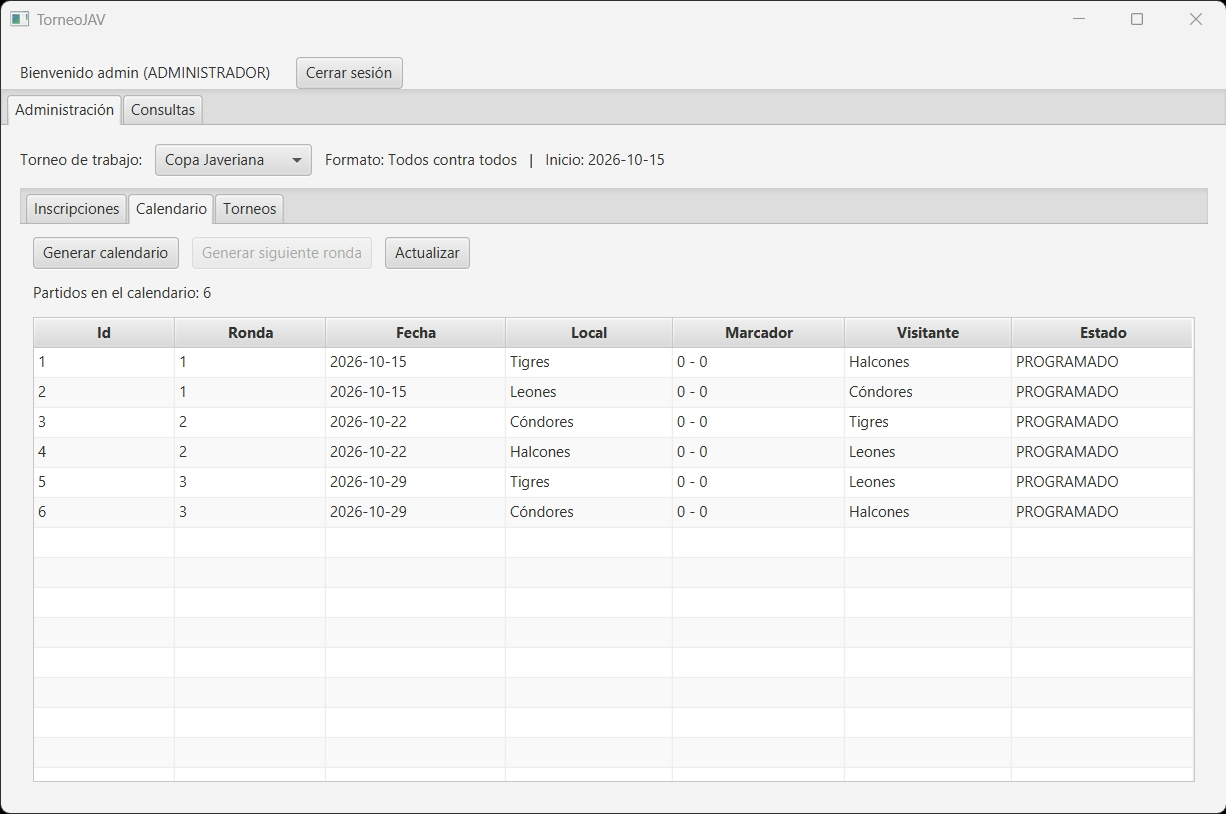 TorneoJAV
Bienvenido admin (ADMINISTRADOR) Cerrar sesión
Administración Consultas
Torneo de trabajo: Copa Javeriana Formato: Todos contra todos | Inicio: 2026-10-15
Inscripciones Calendario Torneos
Generar calendario Generar siguiente ronda Actualizar
Partidos en el calendario: 6
Id Ronda Fecha Local Marcador Visitante Estado
1 1 2026-10-15 Tigres 0 - 0 Halcones PROGRAMADO
2 1 2026-10-15 Leones 0 - 0 Cóndores PROGRAMADO
3 2 2026-10-22 Cóndores 0 - 0 Tigres PROGRAMADO
4 2 2026-10-22 Halcones 0 - 0 Leones PROGRAMADO
5 3 2026-10-29 Tigres 0 - 0 Leones PROGRAMADO
6 3 2026-10-29 Cóndores 0 - 0 Halcones PROGRAMADO